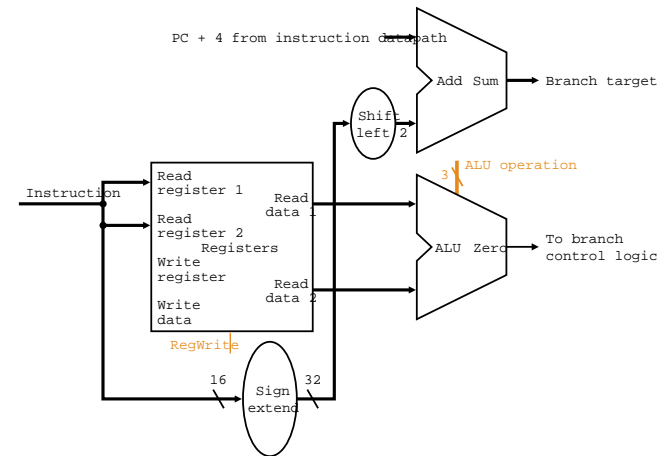 PC + 4 from instruction datapath
Add Sum
Branch target
Shift
left 2
ALU operation
3
Instruction
Read
register 1
Read
data 1
Read
register 2
Registers
ALU Zero
To branch
control logic
Write
register
Read
data 2
Write
data
RegWrite
16
32
Sign
extend